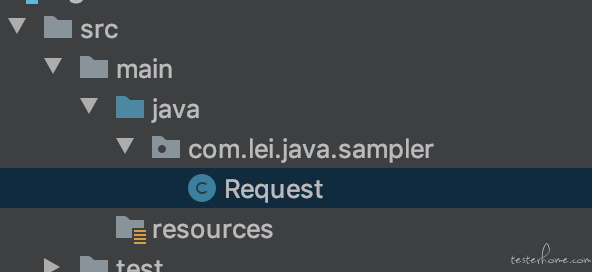 src
main
java
com.lei.java.sampler
Request
resources
test
testerhome.com